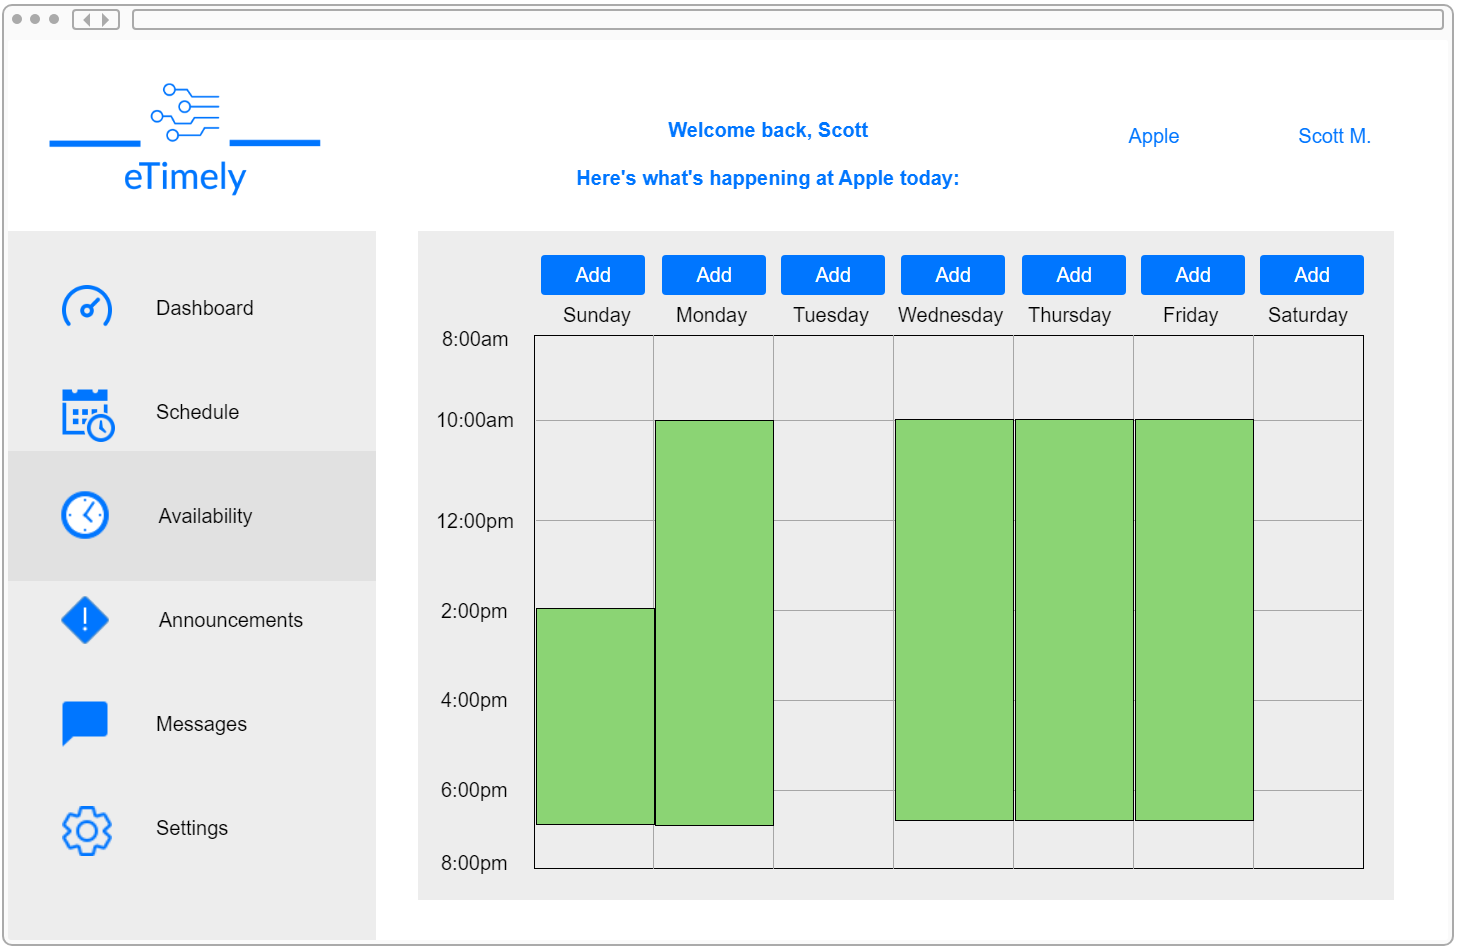 eTimely
Welcome back, Scott
Here's what's happening at Apple today:
Apple
Scott M.
Dashboard
Schedule
Availability
Announcements
Messages
Settings
Add Add Add Add Add Add Add
Sunday Monday Tuesday Wednesday Thursday Friday Saturday
8:00am
10:00am
12:00pm
2:00pm
4:00pm
6:00pm
8:00pm